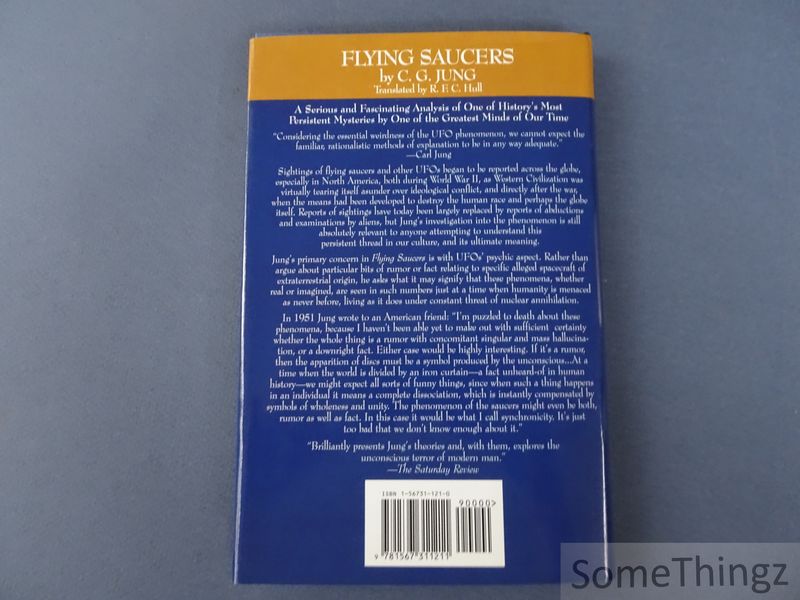 FLYING SAUCERS
by C. G. JUNG
Translated by R. F. C. Hull
A Serious and Fascinating Analysis of One of History's Most
Persistent Mysteries by One of the Greatest Minds of Our Time
"Considering the essential weirdness of the UFO phenomenon, we cannot expect the
familiar, rationalistic methods of explanation to be in any way adequate."
—Carl Jung
Sightings of flying saucers and other UFOs began to be reported across the globe,
especially in North America, both during World War II, as Western Civilization was
virtually tearing itself asunder over ideological conflict, and directly after the war,
when the means had been developed to destroy the human race and perhaps the globe
itself. Reports of sightings have today been largely replaced by reports of abductions
and examinations by aliens, but Jung's investigation into the phenomenon is still
absolutely relevant to anyone attempting to understand this
persistent thread in our culture, and its ultimate meaning.
Jung's primary concern in Flying Saucers is with UFOs' psychic aspect. Rather than
argue about particular bits of rumor or fact relating to specific alleged spacecraft of
extraterrestrial origin, he asks what it may signify that these phenomena, whether
real or imagined, are seen in such numbers just at a time when humanity is menaced
as never before, living as it does under constant threat of nuclear annihilation.
In 1951 Jung wrote to an American friend: "I'm puzzled to death about these
phenomena, because I haven't been able yet to make out with sufficient certainty
whether the whole thing is a rumor with concomitant singular and mass hallucina-
tion, or a downright fact. Either case would be highly interesting. If it's a rumor,
then the apparition of discs must be a symbol produced by the unconscious...At a
time when the world is divided by an iron curtain—a fact unheard-of in human
history—we might expect all sorts of funny things, since when such a thing happens
in an individual it means a complete dissociation, which is instantly compensated by
symbols of wholeness and unity. The phenomenon of the saucers might even be both,
rumor as well as fact. In this case it would be what I call synchronicity. It's just
too bad that we don't know enough about it."
"Brilliantly presents Jung's theories and, with them, explores the
unconscious terror of modern man."
—The Saturday Review
ISBN 1-56731-121-0
90000>
9 781567 311211
SomeThingz